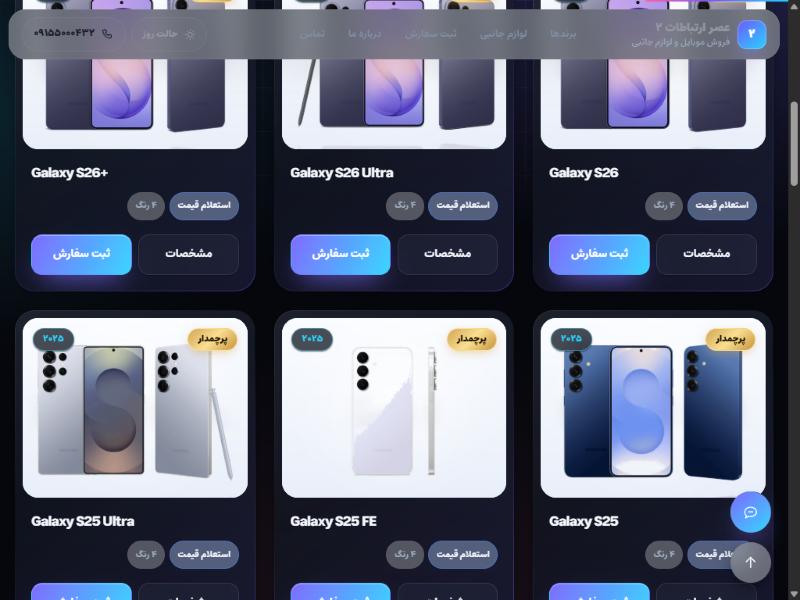 عصر ارتباطات ۲
فروش موبایل و لوازم جانبی
۲
برندها
لوازم جانبی
ثبت سفارش
درباره ما
تماس
حالت روز
۰۹۱۵۵۰۰۰۴۳۲
Galaxy S26
استعلام قیمت
۴ رنگ
مشخصات
ثبت سفارش
Galaxy S26 Ultra
استعلام قیمت
۴ رنگ
مشخصات
ثبت سفارش
Galaxy S26+
استعلام قیمت
۴ رنگ
مشخصات
ثبت سفارش
پرچمدار
۲۰۲۵
Galaxy S25
استعلام قیمت
۴ رنگ
پرچمدار
۲۰۲۵
Galaxy S25 FE
استعلام قیمت
۴ رنگ
پرچمدار
۲۰۲۵
Galaxy S25 Ultra
استعلام قیمت
۴ رنگ